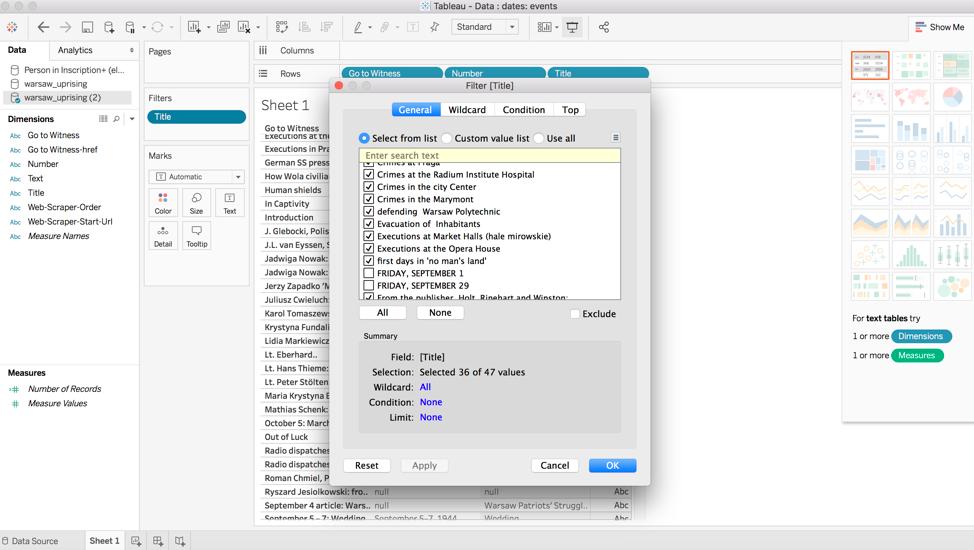 Tableau - Data : dates: events
Standard
Show Me
Data
Analytics
Person in Inscription+ (el...
warsaw_uprising
warsaw_uprising (2)
Dimensions
Abc Go to Witness
Abc Go to Witness-href
Abc Number
Abc Text
Abc Title
Abc Web-Scraper-Order
Abc Web-Scraper-Start-Url
Abc Measure Names
Measures
Number of Records
Measure Values
Pages
Filters
Title
Marks
Automatic
Color
Size
Text
Detail
Tooltip
Columns
Rows
Go to Witness
Number
Title
Sheet 1
Go to Witness
Executions at the
Executions in Pra
German SS press
How Wola civilia
Human shields
In Captivity
Introduction
J. Glebocki, Polis
J.L. van Eyssen, S
Jadwiga Nowak:
Jadwiga Nowak:
Jerzy Zapadko 'M
Juliusz Cwieluch:
Karol Tomaszews
Krystyna Fundali
Lidia Markiewicz
Lt. Eberhard..
Lt. Hans Thieme:
Lt. Peter Stölten
Maria Krystyna E
Mathias Schenk:
October 5: March
Out of Luck
Radio dispatches
Radio dispatches
Roman Chmiel, P
Ryszard Jesiolkowski: fro.. null null Abc
September 4 article: Wars.. null Warsaw Patriots' Struggl.. Abc
September 5 - 7: Wedding September 5-7, 1944 Wedding Abc
Filter [Title]
General
Wildcard
Condition
Top
Select from list
Custom value list
Use all
Enter search text
Crimes at Praga
Crimes at the Radium Institute Hospital
Crimes in the city Center
Crimes in the Marymont
defending Warsaw Polytechnic
Evacuation of Inhabitants
Executions at Market Halls (hale mirowskie)
Executions at the Opera House
first days in 'no man's land'
FRIDAY, SEPTEMBER 1
FRIDAY, SEPTEMBER 29
From the publisher, Holt, Rinehart and Winston:
All
None
Exclude
Summary
Field: [Title]
Selection: Selected 36 of 47 values
Wildcard: All
Condition: None
Limit: None
Reset
Apply
Cancel
OK
For text tables try
1 or more Dimensions
1 or more Measures
Data Source
Sheet 1